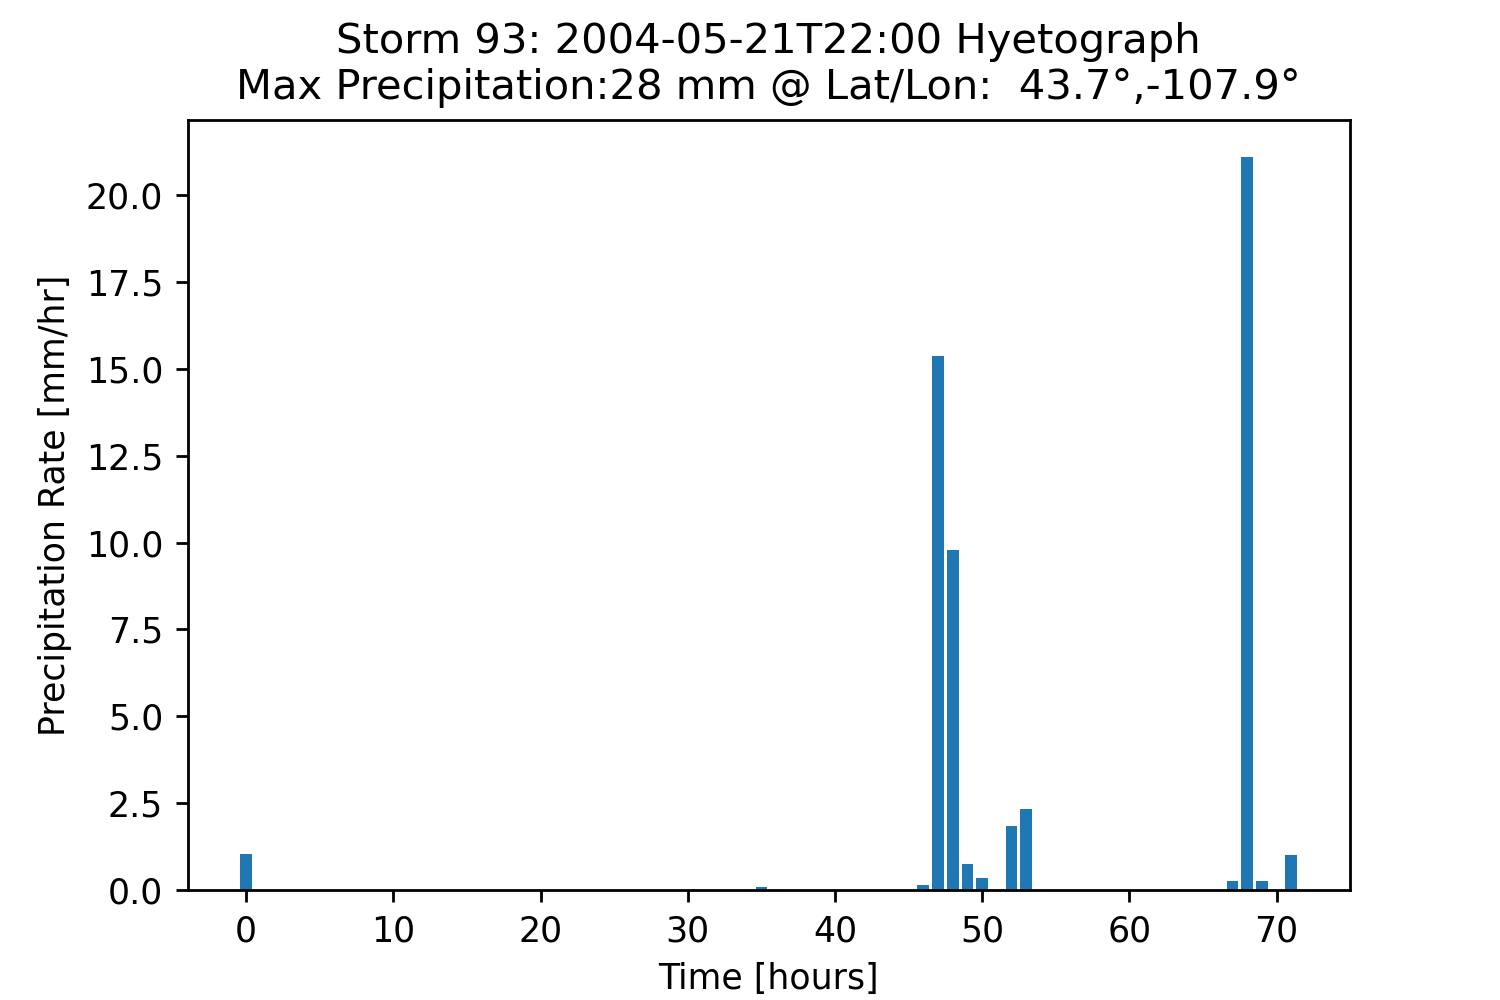 Storm 93: 2004-05-21T22:00 Hyetograph
Max Precipitation:28 mm @ Lat/Lon:  43.7°,-107.9°
20.0
17.5
15.0
12.5
10.0
7.5
5.0
2.5
0.0
Precipitation Rate [mm/hr]
0 10 20 30 40 50 60 70
Time [hours]